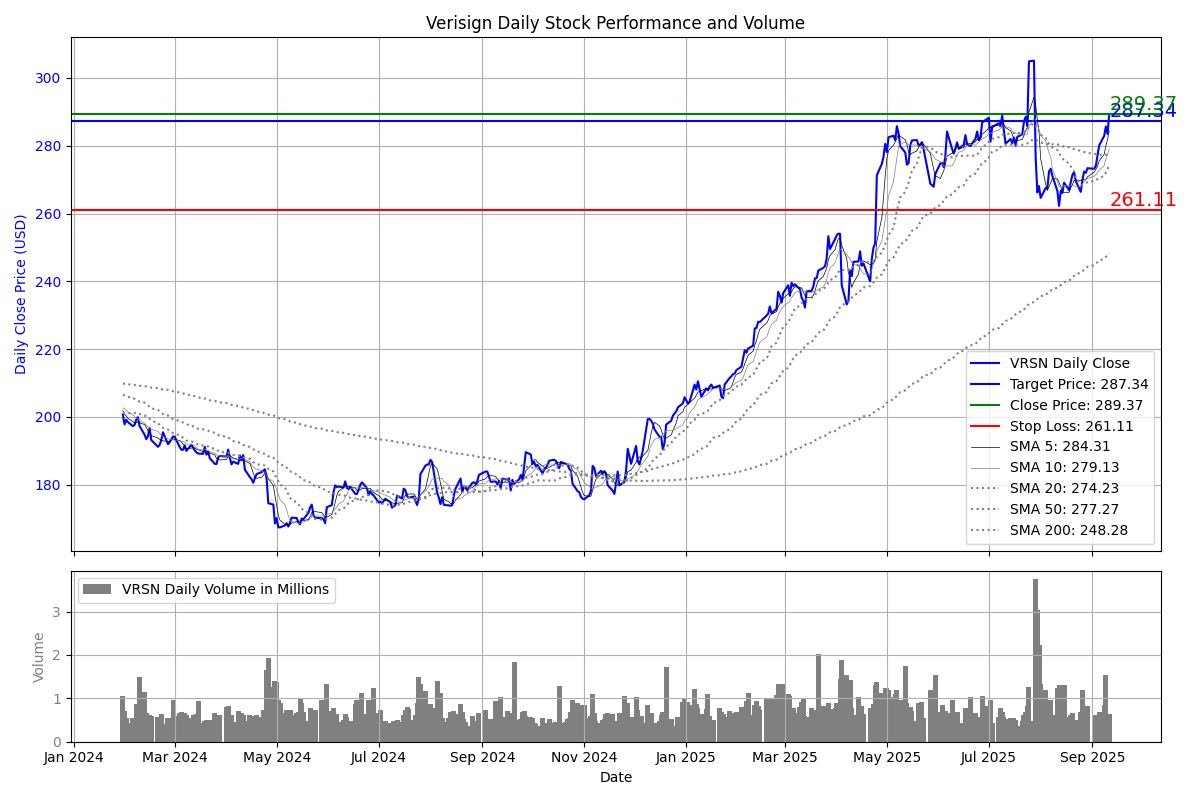 Verisign Daily Stock Performance and Volume
Daily Close Price (USD)
300
280
260
240
220
200
180
289.37
287.34
261.11
VRSN Daily Close
Target Price: 287.34
Close Price: 289.37
Stop Loss: 261.11
SMA 5: 284.31
SMA 10: 279.13
SMA 20: 274.23
SMA 50: 277.27
SMA 200: 248.28
VRSN Daily Volume in Millions
Volume
3
2
1
0
Jan 2024
Mar 2024
May 2024
Jul 2024
Sep 2024
Nov 2024
Jan 2025
Mar 2025
May 2025
Jul 2025
Sep 2025
Date